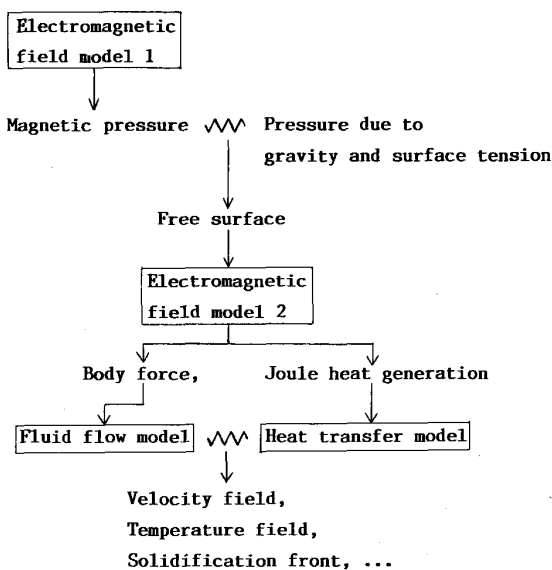 Electromagnetic
field model 1
Magnetic pressure
Pressure due to
gravity and surface tension
Free surface
Electromagnetic
field model 2
Body force,
Joule heat generation
Fluid flow model
Heat transfer model
Velocity field,
Temperature field,
Solidification front, ...